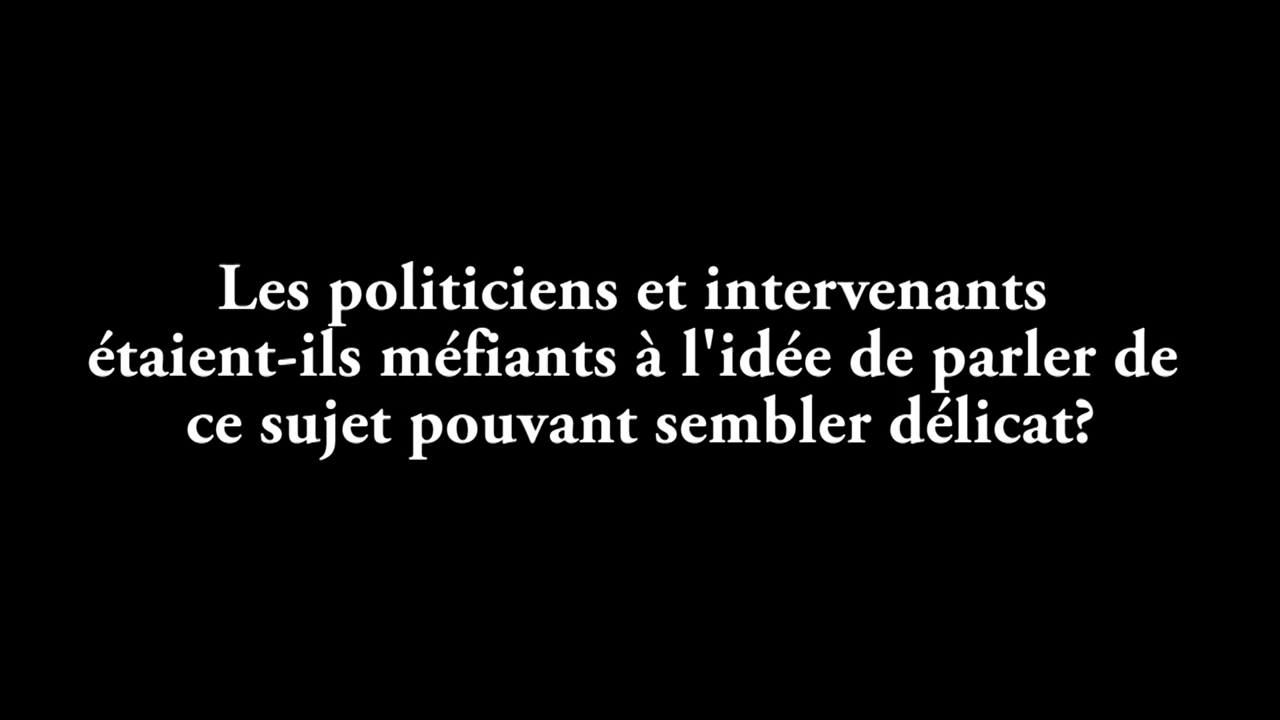 Les politiciens et intervenants
étaient-ils méfiants à l'idée de parler de
ce sujet pouvant sembler délicat?